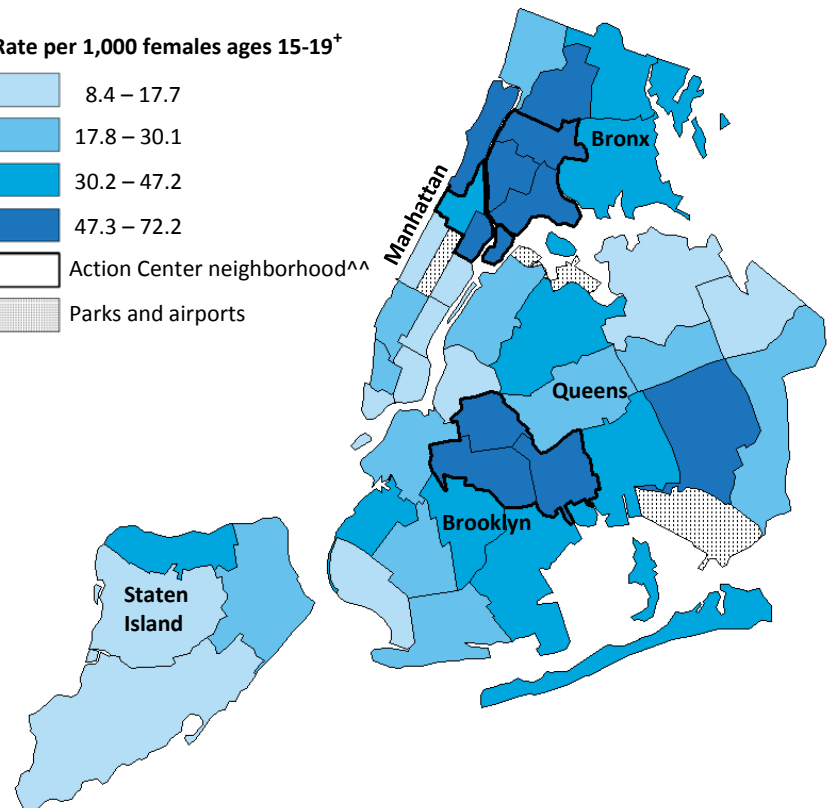 Rate per 1,000 females ages 15-19+
8.4 – 17.7
17.8 – 30.1
30.2 – 47.2
47.3 – 72.2
Action Center neighborhood^^
Parks and airports
Bronx
Manhattan
Queens
Brooklyn
Staten
Island